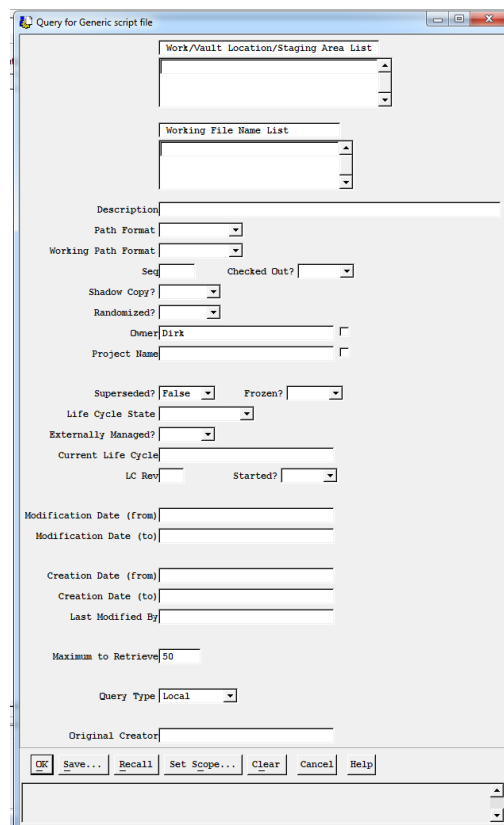 Query for Generic script file
Work/Vault Location/Staging Area List
Working File Name List
Description
Path Format
Working Path Format
Seq Checked Out?
Shadow Copy?
Randomized?
Owner Dirk
Project Name
Superseded? False Frozen?
Life Cycle State
Externally Managed?
Current Life Cycle
LC Rev Started?
Modification Date (from)
Modification Date (to)
Creation Date (from)
Creation Date (to)
Last Modified By
Maximum to Retrieve 50
Query Type Local
Original Creator
OK Save... Recall Set Scope... Clear Cancel Help